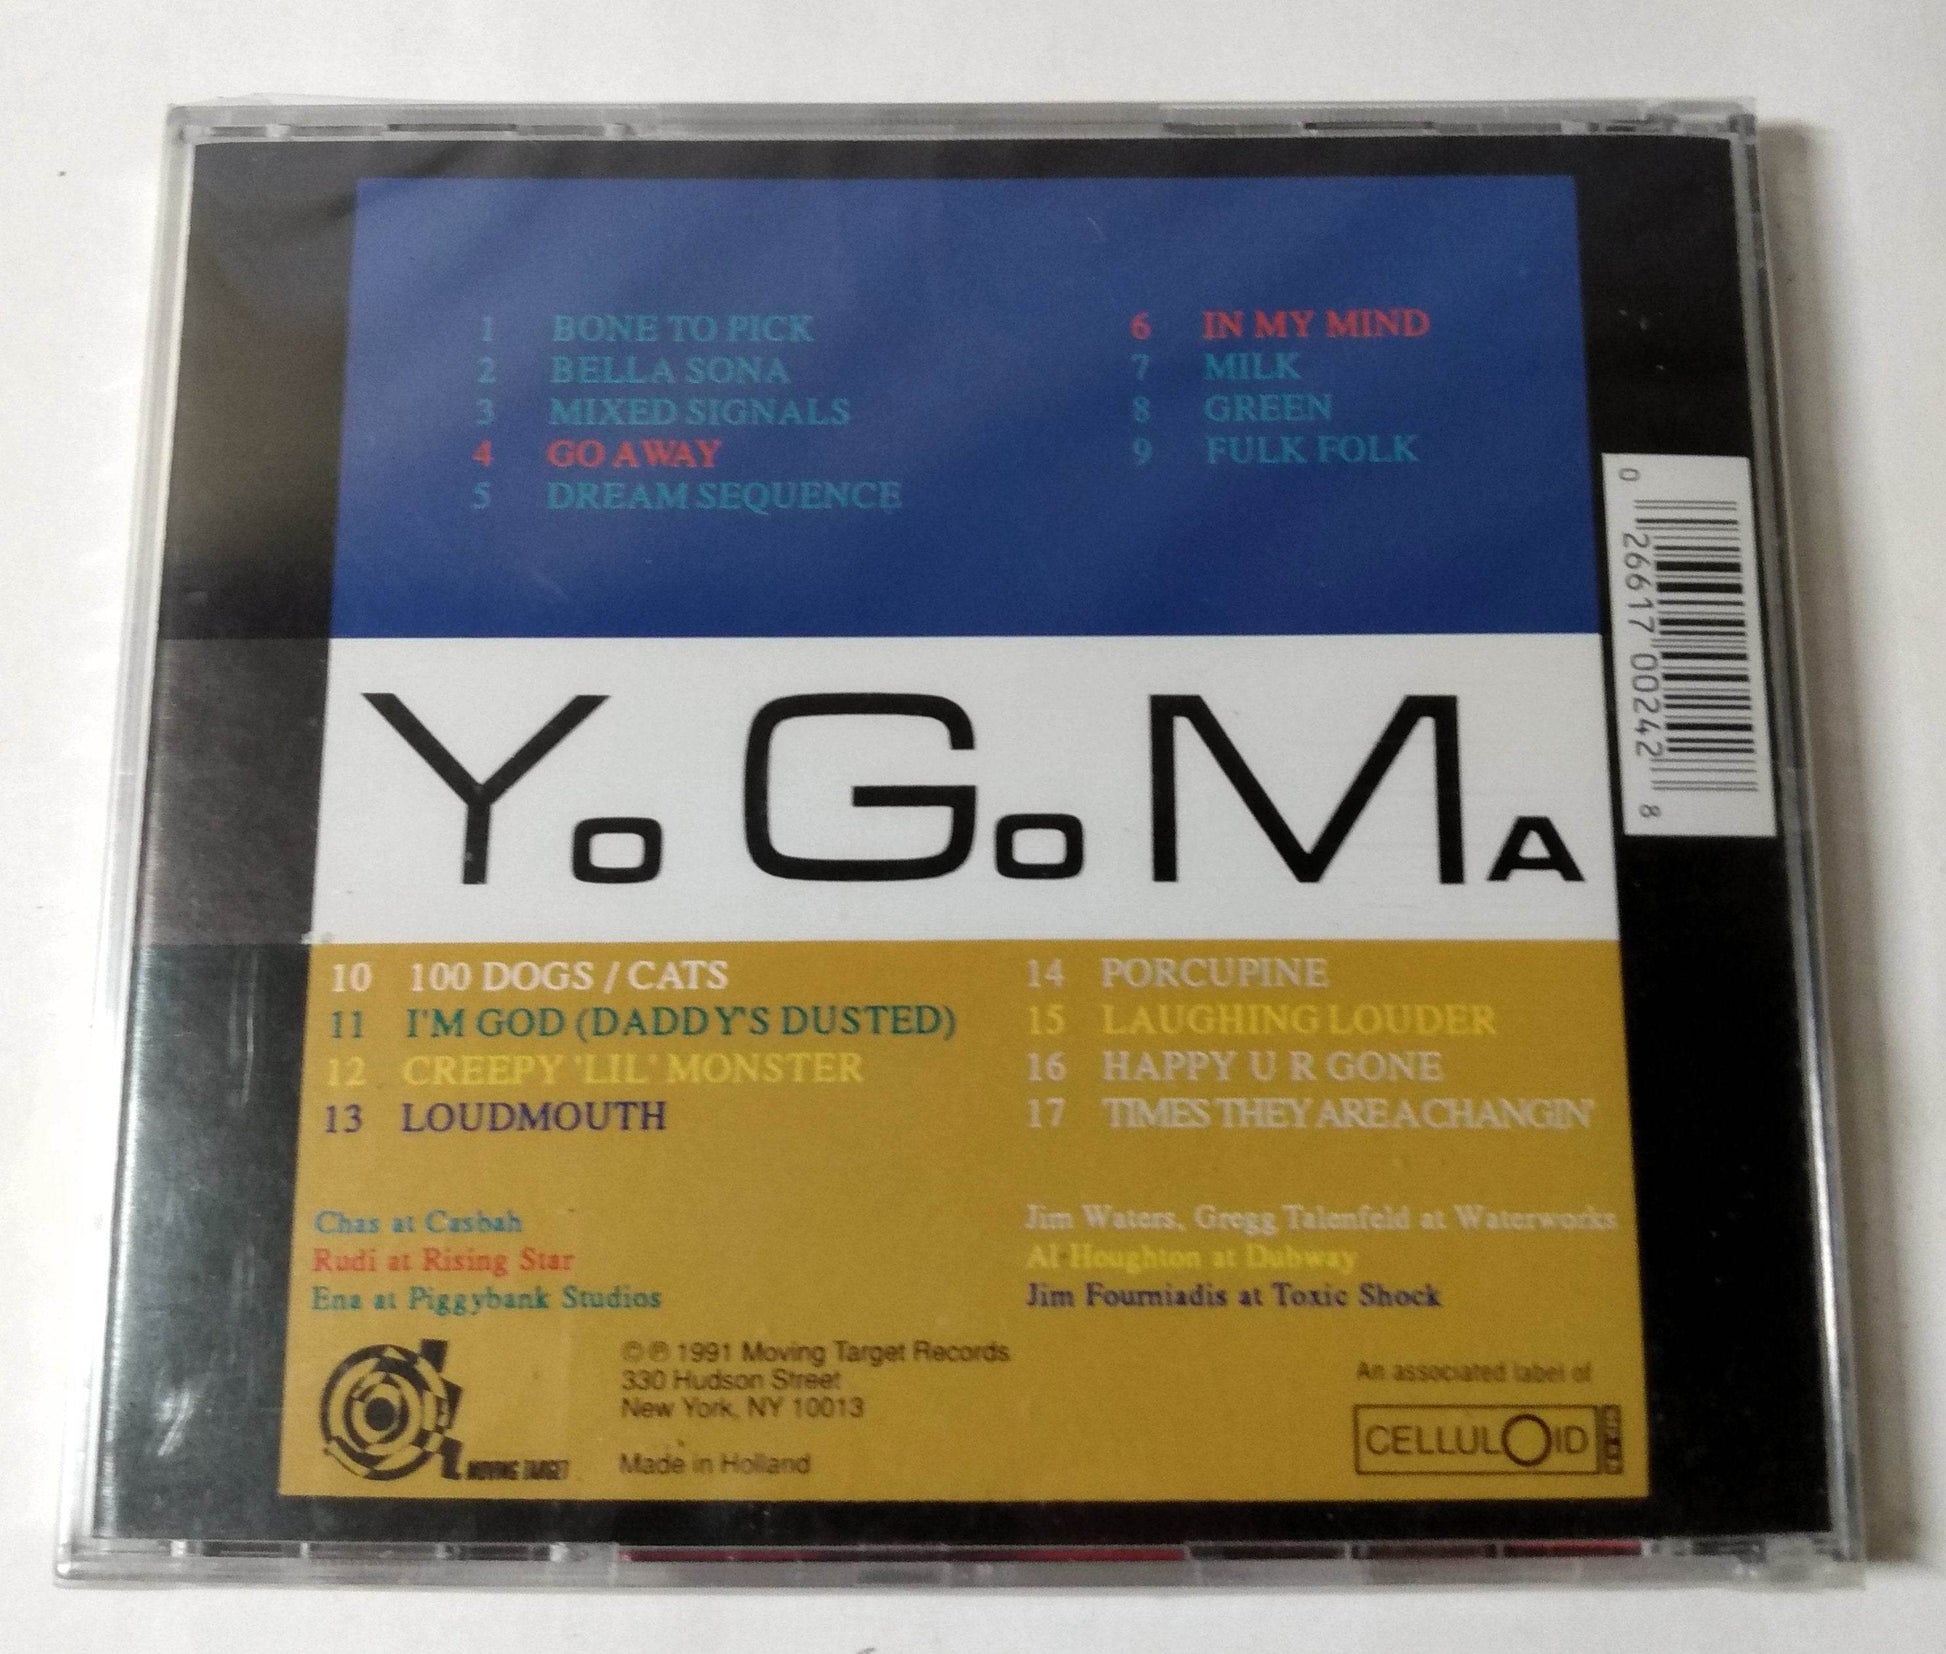 1 BONE TO PICK
2 BELLA SONA
3 MIXED SIGNALS
4 GO AWAY
5 DREAM SEQUENCE
6 IN MY MIND
7 MILK
8 GREEN
9 FULK FOLK
0 26617 00242 8
YO GO MA
10 100 DOGS / CATS
11 I'M GOD (DADDY'S DUSTED)
12 CREEPY 'LIL' MONSTER
13 LOUDMOUTH
14 PORCUPINE
15 LAUGHING LOUDER
16 HAPPY U R GONE
17 TIMES THEY ARE A CHANGIN'
Chas at Casbah
Rudi at Rising Star
Ena at Piggybank Studios
Jim Waters, Gregg Talenfeld at Waterworks
Al Houghton at Dubway
Jim Fourniadis at Toxic Shock
MOVING TARGET
© ℗ 1991 Moving Target Records
330 Hudson Street
New York, NY 10013
Made in Holland
An associated label of
CELLULOID